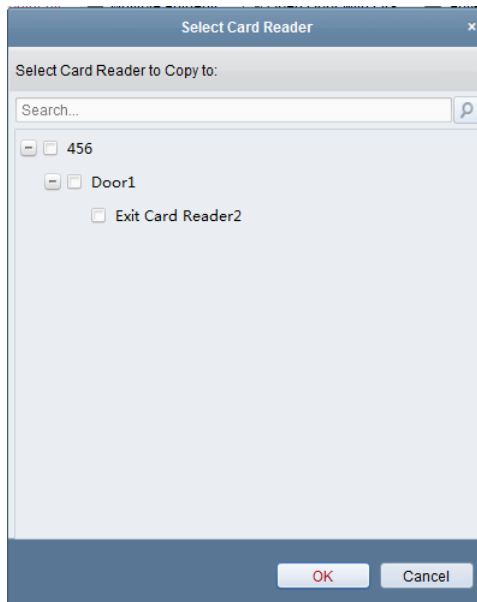 Select Card Reader
×
Select Card Reader to Copy to:
Search...
456
Door1
Exit Card Reader2
OK
Cancel